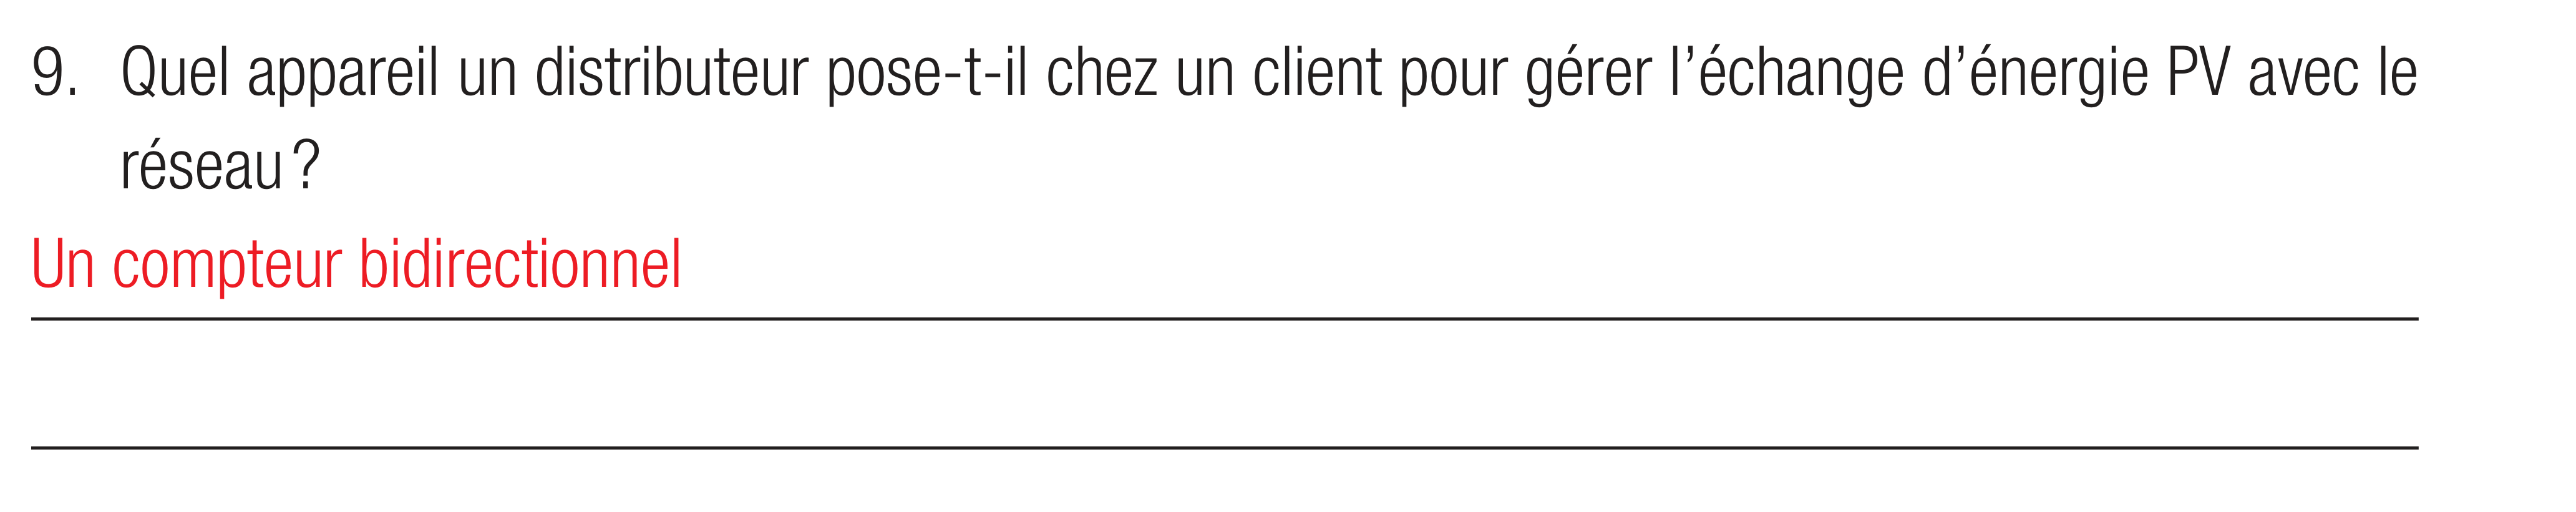 9. Quel appareil un distributeur pose-t-il chez un client pour gérer l’échange d’énergie PV avec le
réseau ?
Un compteur bidirectionnel